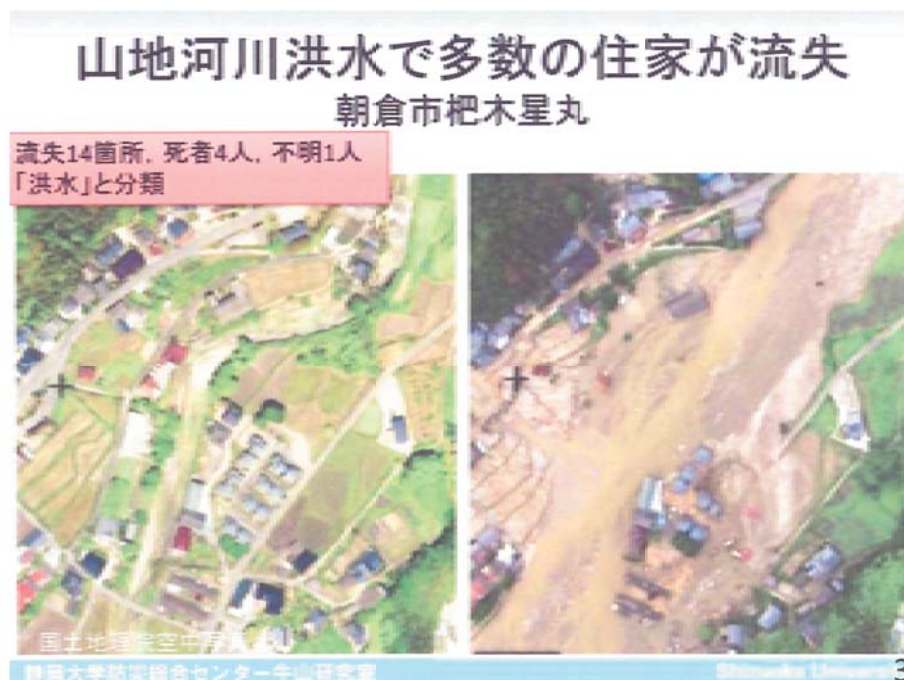 山地河川洪水で多数の住家が流失
朝倉市杷木星丸
流失14箇所，死者4人，不明1人
「洪水」と分類
国土地理院空中写真
静岡大学防災総合センター牛山研究室
Shizuoka Univers
3